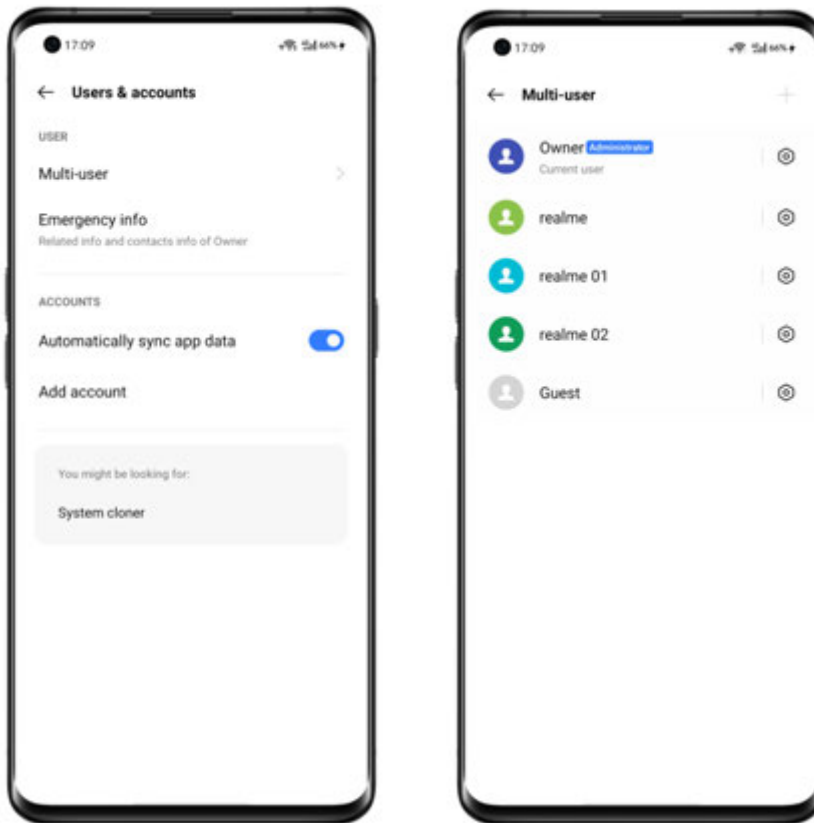 17:09
66%
Users & accounts
USER
Multi-user
Emergency info
Related info and contacts info of Owner
ACCOUNTS
Automatically sync app data
Add account
You might be looking for:
System cloner
17:09
66%
Multi-user
Owner Administrator
Current user
realme
realme 01
realme 02
Guest